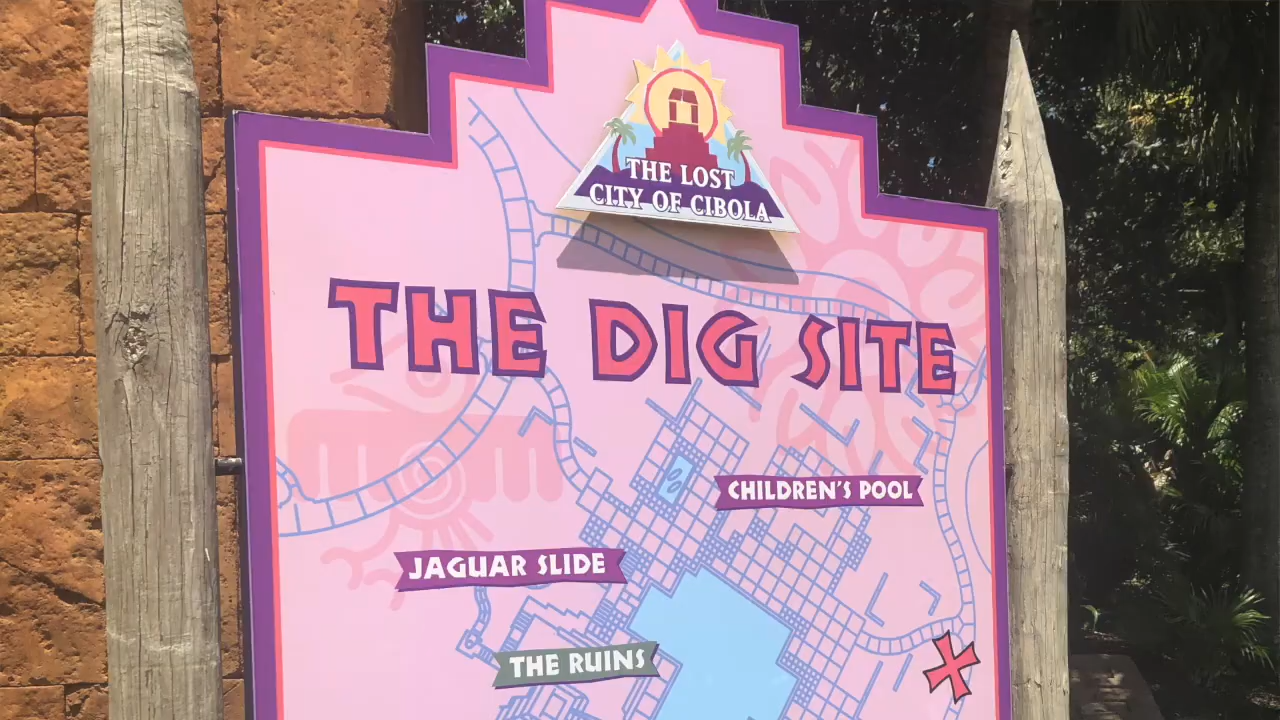 THE LOST
CITY OF CIBOLA
THE DIG SITE
CHILDREN'S POOL
JAGUAR SLIDE
THE RUINS